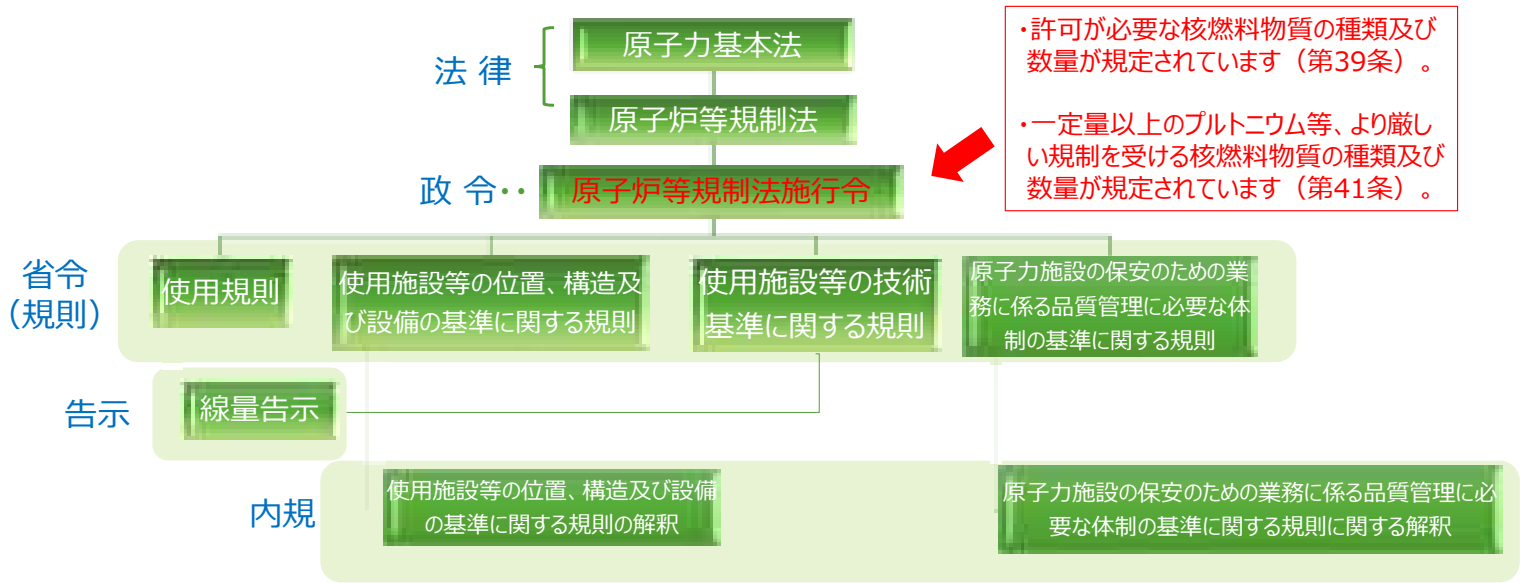 法 律
原子力基本法
原子炉等規制法
・許可が必要な核燃料物質の種類及び
数量が規定されています（第39条）。
・一定量以上のプルトニウム等、より厳し
い規制を受ける核燃料物質の種類及び
数量が規定されています（第41条）。
政 令‥
原子炉等規制法施行令
省令
（規則）
使用規則
使用施設等の位置、構造及
び設備の基準に関する規則
使用施設等の技術
基準に関する規則
原子力施設の保安のための業
務に係る品質管理に必要な体
制の基準に関する規則
告示
線量告示
内規
使用施設等の位置、構造及び設備
の基準に関する規則の解釈
原子力施設の保安のための業務に係る品質管理に必
要な体制の基準に関する規則に関する解釈